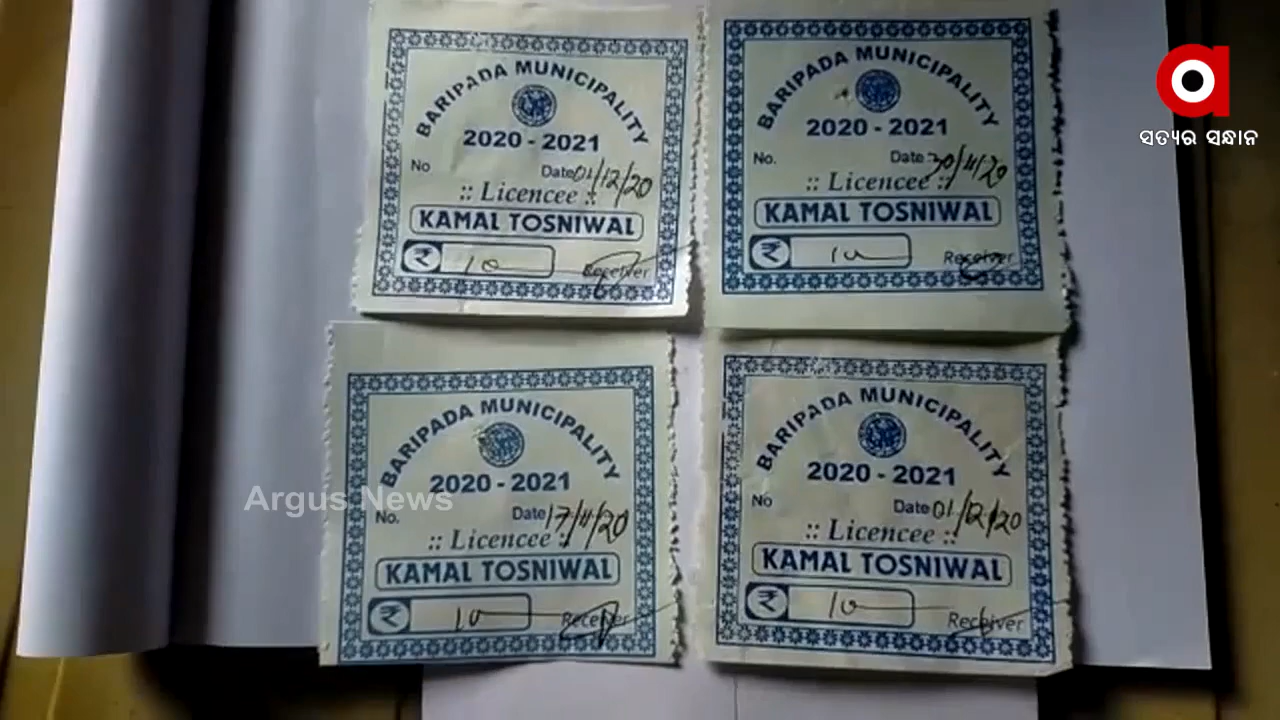 BARIPADA MUNICIPALITY
2020 - 2021
No
Date 01/12/20
:: Licencee ::
KAMAL TOSNIWAL
₹ 10
Receiver
BARIPADA MUNICIPALITY
2020 - 2021
No.
Date 30/11/20
:: Licencee ::
KAMAL TOSNIWAL
₹ 10
Receiver
ସତ୍ୟର ସନ୍ଧାନ
BARIPADA MUNICIPALITY
2020 - 2021
No.
Date 17/11/20
:: Licencee ::
KAMAL TOSNIWAL
₹ 10
Receiver
BARIPADA MUNICIPALITY
2020 - 2021
No
Date 01/12/20
:: Licencee ::
KAMAL TOSNIWAL
₹ 10
Receiver
Argus News